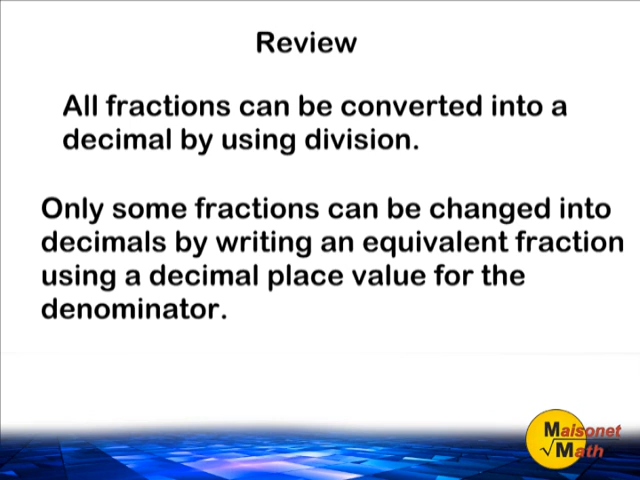 Review
All fractions can be converted into a
decimal by using division.
Only some fractions can be changed into
decimals by writing an equivalent fraction
using a decimal place value for the
denominator.
Maisonet
√Math